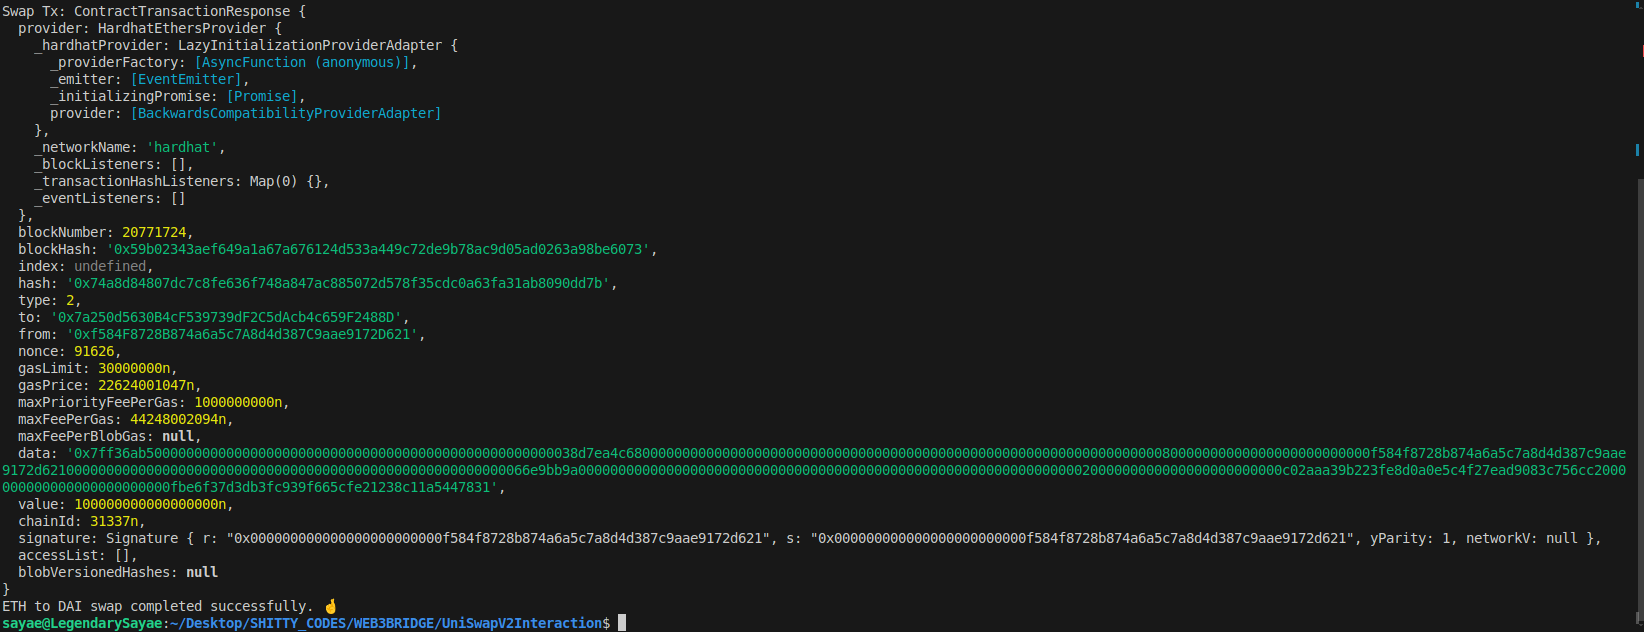 Swap Tx: ContractTransactionResponse {
provider: HardhatEthersProvider {
_hardhatProvider: LazyInitializationProviderAdapter {
_providerFactory: [AsyncFunction (anonymous)],
_emitter: [EventEmitter],
_initializingPromise: [Promise],
provider: [BackwardsCompatibilityProviderAdapter]
},
_networkName: 'hardhat',
_blockListeners: [],
_transactionHashListeners: Map(0) {},
_eventListeners: []
},
blockNumber: 20771724,
blockHash: '0x59b02343aef649a1a67a676124d533a449c72de9b78ac9d05ad0263a98be6073',
index: undefined,
hash: '0x74a8d84807dc7c8fe636f748a847ac885072d578f35cdc0a63fa31ab8090dd7b',
type: 2,
to: '0x7a250d5630B4cF539739dF2C5dAcb4c659F2488D',
from: '0xf584F8728B874a6a5c7A8d4d387C9aae9172D621',
nonce: 91626,
gasLimit: 30000000n,
gasPrice: 22624001047n,
maxPriorityFeePerGas: 1000000000n,
maxFeePerGas: 44248002094n,
maxFeePerBlobGas: null,
data: '0x7ff36ab500000000000000000000000000000000000000000000000000038d7ea4c680000000000000000000000000000000000000000000000000000000000000000080000000000000000000000000f584f8728b874a6a5c7a8d4d387c9aae
9172d6210000000000000000000000000000000000000000000000000000000066e9bb9a0000000000000000000000000000000000000000000000000000000000000002000000000000000000000000c02aaa39b223fe8d0a0e5c4f27ead9083c756cc2000
000000000000000000000fbe6f37d3db3fc939f665cfe21238c11a5447831',
value: 100000000000000000n,
chainId: 31337n,
signature: Signature { r: "0x000000000000000000000000f584f8728b874a6a5c7a8d4d387c9aae9172d621", s: "0x000000000000000000000000f584f8728b874a6a5c7a8d4d387c9aae9172d621", yParity: 1, networkV: null },
accessList: [],
blobVersionedHashes: null
}
ETH to DAI swap completed successfully. 🤞
sayae@LegendarySayae:~/Desktop/SHITTY_CODES/WEB3BRIDGE/UniSwapV2Interaction$